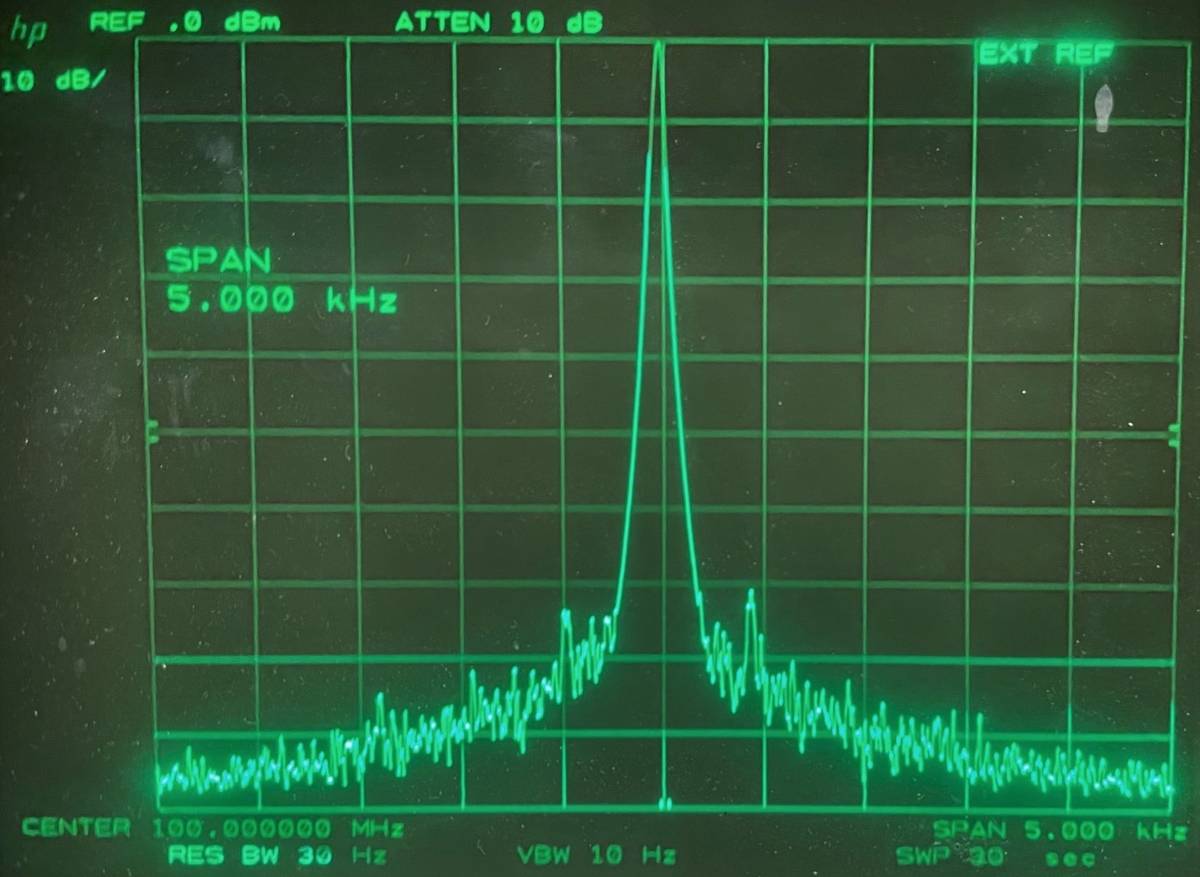 hp REF .0 dBm ATTEN 10 dB
10 dB/
EXT REF
SPAN
5.000 kHz
CENTER 100.000000 MHz SPAN 5.000 kHz
RES BW 30 Hz VBW 10 Hz SWP 30 sec